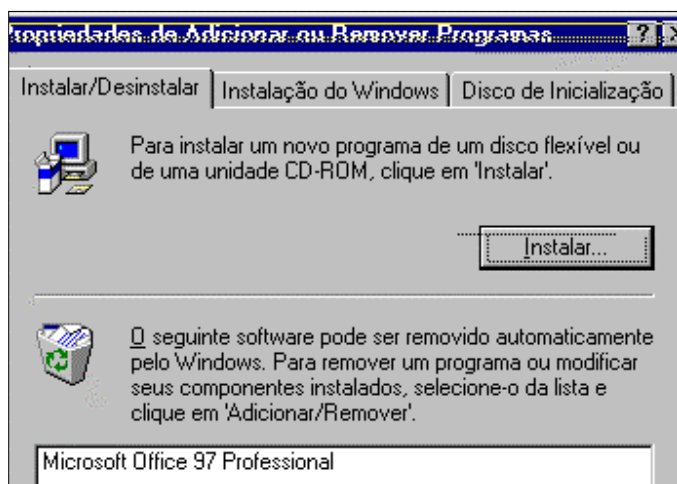 ropriedades de Adicionar ou Remover Programas
Instalar/Desinstalar Instalação do Windows Disco de Inicialização
Para instalar um novo programa de um disco flexível ou
de uma unidade CD-ROM, clique em 'Instalar'.
Instalar...
O seguinte software pode ser removido automaticamente
pelo Windows. Para remover um programa ou modificar
seus componentes instalados, selecione-o da lista e
clique em 'Adicionar/Remover'.
Microsoft Office 97 Professional